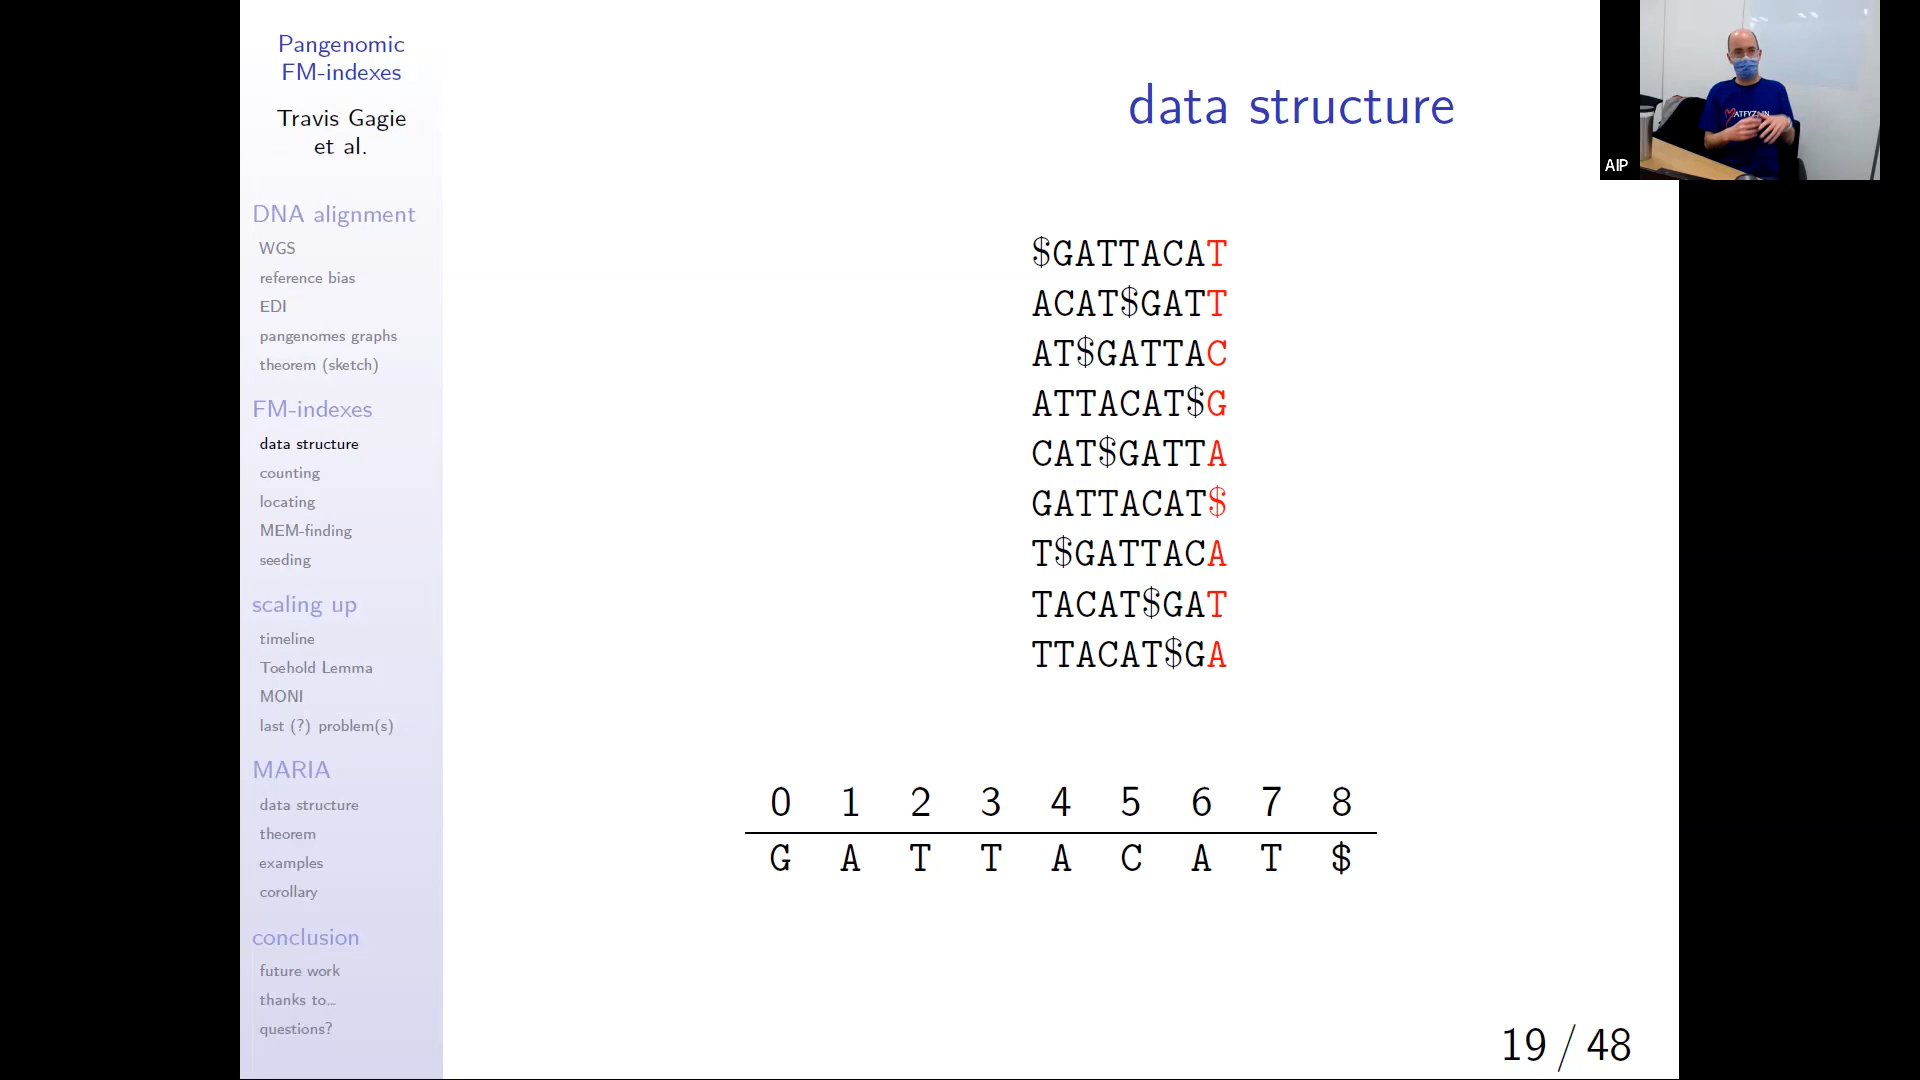 Pangenomic
FM-indexes
Travis Gagie
et al.
DNA alignment
WGS
reference bias
EDI
pangenomes graphs
theorem (sketch)
FM-indexes
data structure
counting
locating
MEM-finding
seeding
scaling up
timeline
Toehold Lemma
MONI
last (?) problem(s)
MARIA
data structure
theorem
examples
corollary
conclusion
future work
thanks to...
questions?
data structure
$GATTACAT
ACAT$GATT
AT$GATTAC
ATTACAT$G
CAT$GATTA
GATTACAT$
T$GATTACA
TACAT$GAT
TTACAT$GA
0 1 2 3 4 5 6 7 8
G A T T A C A T $
19 / 48
AIP